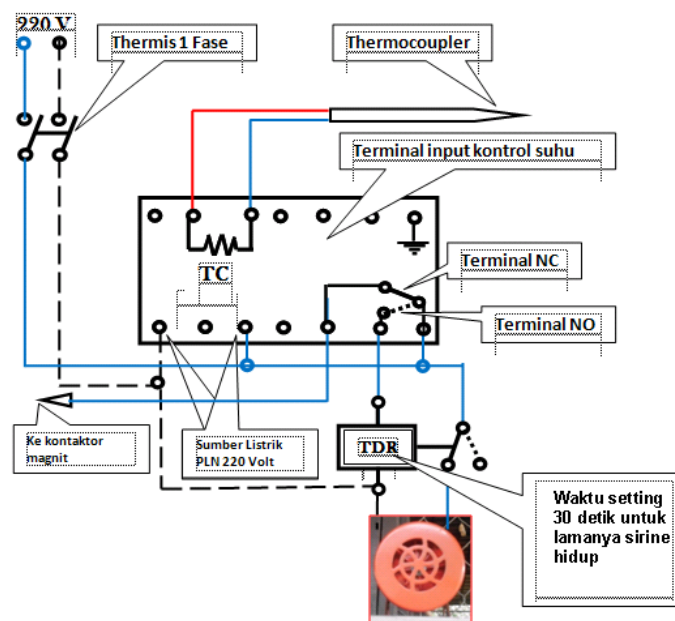 220 V
Thermis 1 Fase
Thermocoupler
Terminal input kontrol suhu
TC
Terminal NC
Terminal NO
Ke kontaktor
magnit
Sumber Listrik
PLN 220 Volt
TDR
Waktu setting
30 detik untuk
lamanya sirine
hidup